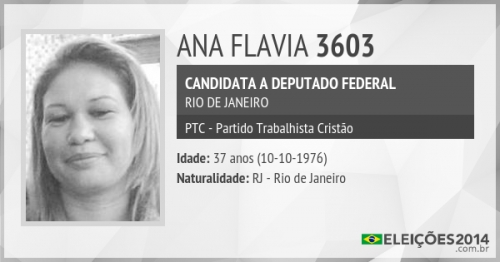 ANA FLAVIA 3603
CANDIDATA A DEPUTADO FEDERAL
RIO DE JANEIRO
PTC - Partido Trabalhista Cristão
Idade: 37 anos (10-10-1976)
Naturalidade: RJ - Rio de Janeiro
ELEIÇÕES2014
.com.br